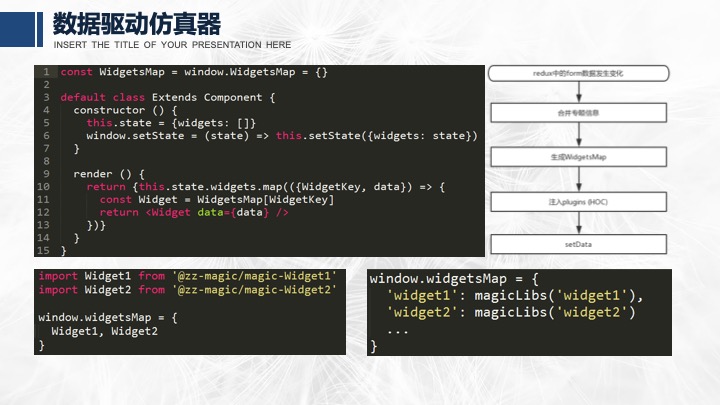 数据驱动仿真器
INSERT THE TITLE OF YOUR PRESENTATION HERE
1 const WidgetsMap = window.WidgetsMap = {}
2
3 default class Extends Component {
4 constructor () {
5 this.state = {widgets: []}
6 window.setState = (state) => this.setState({widgets: state})
7 }
8
9 render () {
10 return {this.state.widgets.map(({WidgetKey, data}) => {
11 const Widget = WidgetsMap[WidgetKey]
12 return <Widget data={data} />
13 })}
14 }
15 }
redux中的form数据发生变化
合并专题信息
生成WidgetsMap
注入plugins (HOC)
setData
import Widget1 from '@zz-magic/magic-Widget1'
import Widget2 from '@zz-magic/magic-Widget2'
window.widgetsMap = {
Widget1, Widget2
}
window.widgetsMap = {
'widget1': magicLibs('widget1'),
'widget2': magicLibs('widget2')
...
}